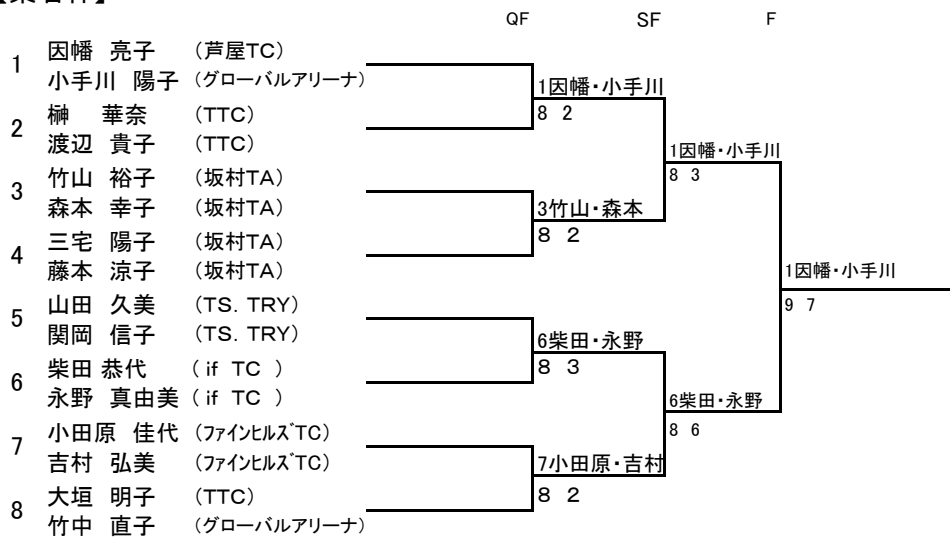 QF SF F
1 因幡 亮子 (芦屋TC)
小手川 陽子 (グローバルアリーナ)
2 榊 華奈 (TTC)
渡辺 貴子 (TTC)
3 竹山 裕子 (坂村TA)
森本 幸子 (坂村TA)
4 三宅 陽子 (坂村TA)
藤本 涼子 (坂村TA)
5 山田 久美 (TS. TRY)
関岡 信子 (TS. TRY)
6 柴田 恭代 ( if TC )
永野 真由美 ( if TC )
7 小田原 佳代 (ファインヒルズTC)
吉村 弘美 (ファインヒルズTC)
8 大垣 明子 (TTC)
竹中 直子 (グローバルアリーナ)
1因幡・小手川
8 2
3竹山・森本
8 2
6柴田・永野
8 3
7小田原・吉村
8 2
1因幡・小手川
8 3
6柴田・永野
8 6
1因幡・小手川
9 7